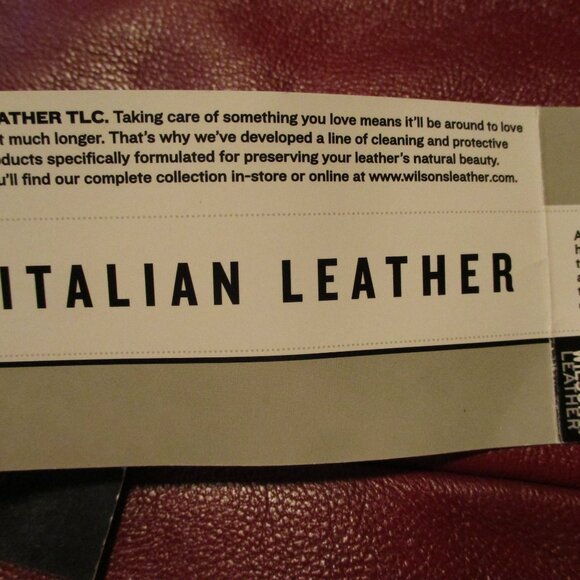 ATHER TLC. Taking care of something you love means it'll be around to love
t much longer. That's why we've developed a line of cleaning and protective
oducts specifically formulated for preserving your leather's natural beauty.
u'll find our complete collection in-store or online at www.wilsonsleather.com.
ITALIAN LEATHER
LEATHER